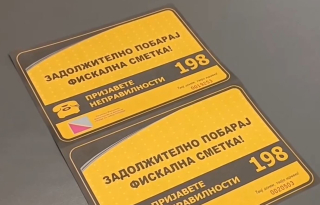 ЗАДОЛЖИТЕЛНО ПОБАРАЈ
ФИСКАЛНА СМЕТКА!
ПРИЈАВЕТЕ
НЕПРАВИЛНОСТИ
198
ЗАДОЛЖИТЕЛНО ПОБАРАЈ
ФИСКАЛНА СМЕТКА!
ПРИЈАВЕТЕ
НЕПРАВИЛНОСТИ
198